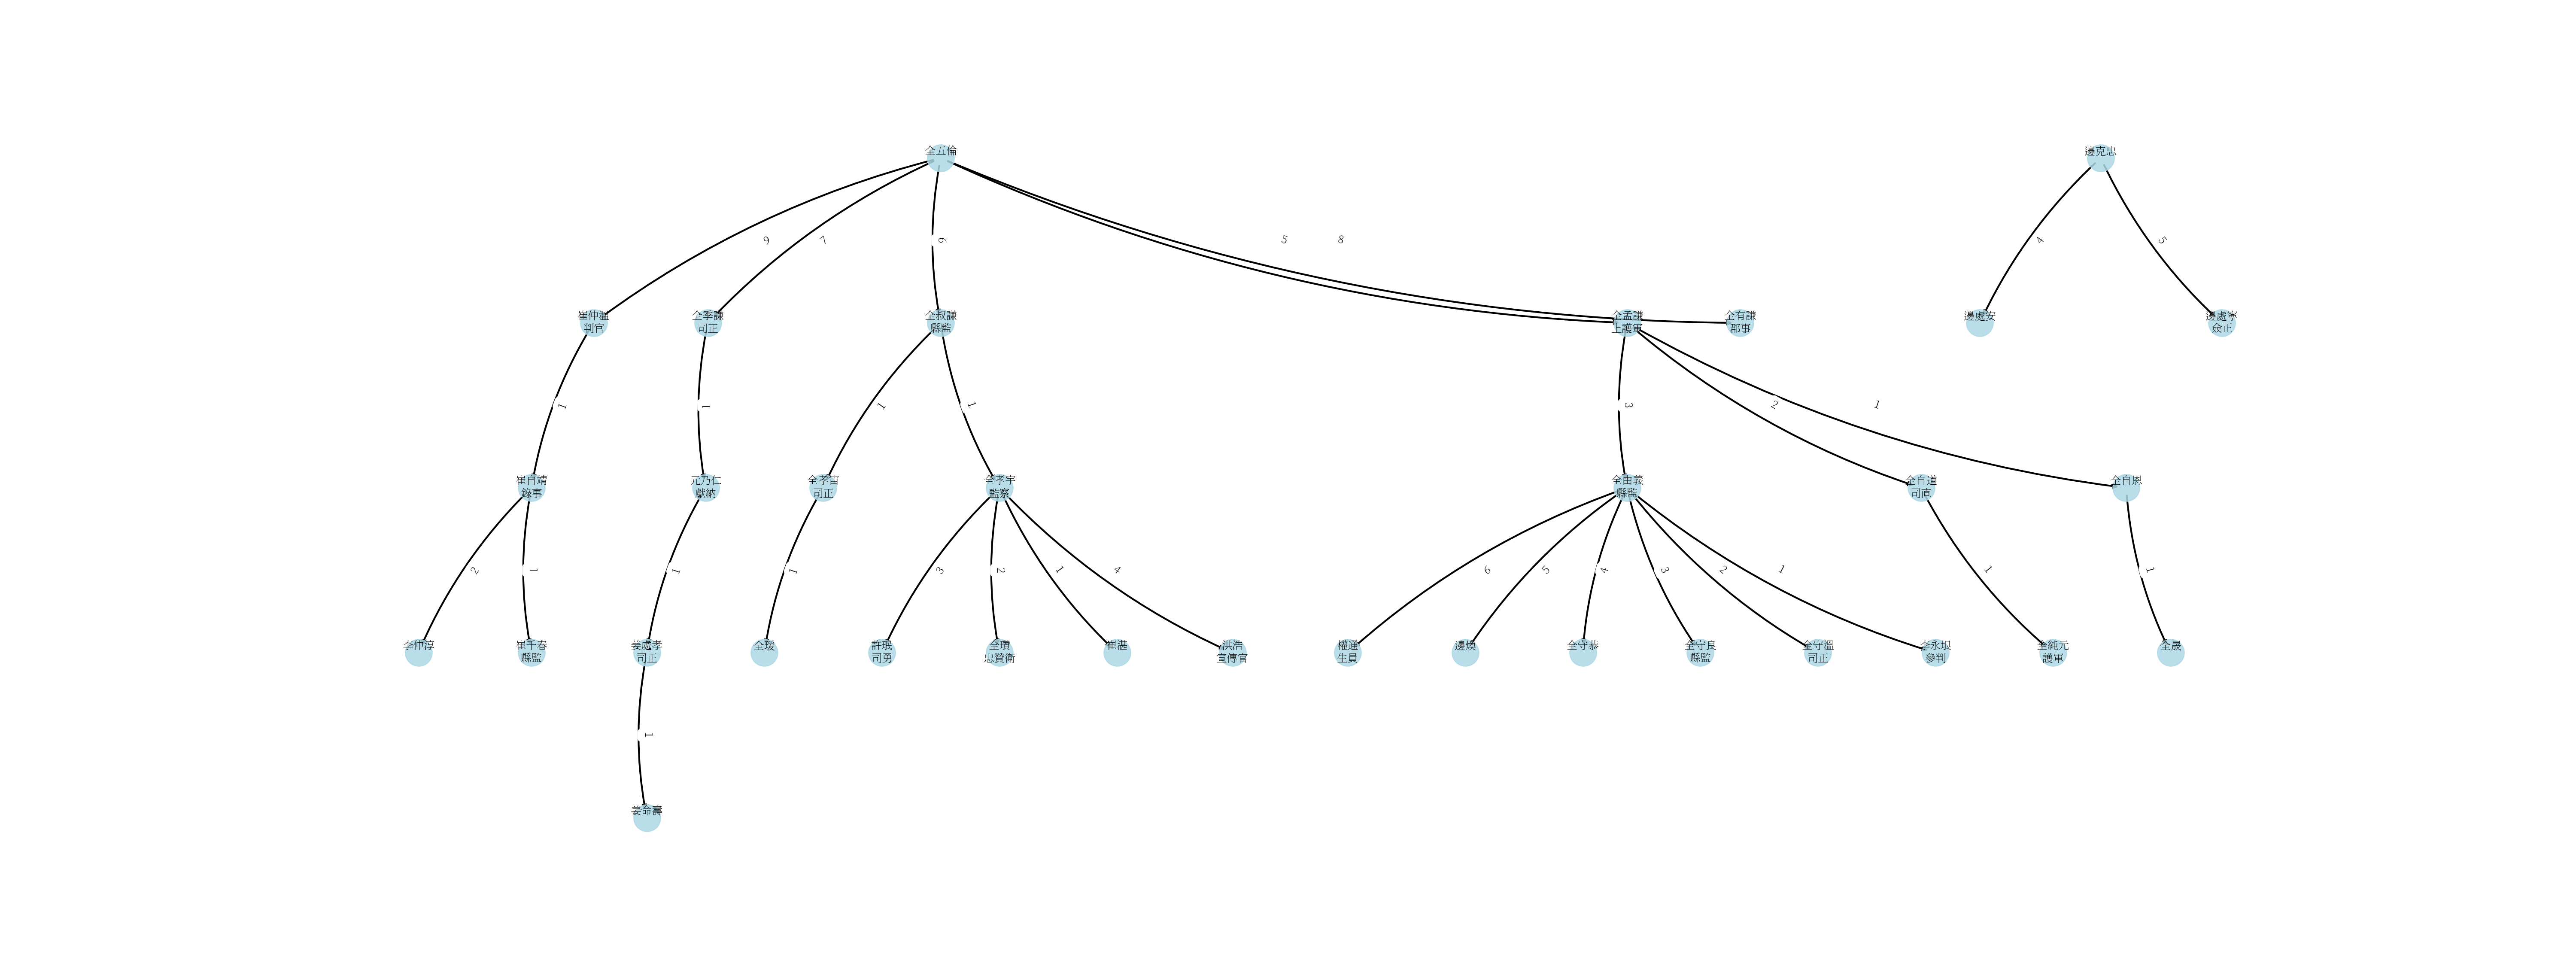 全五倫
邊克忠
9
7
6
5
8
4
5
崔仲溫
判官
全季謙
司正
全叔謙
縣監
全孟謙
上護軍
全有謙
郡事
邊處安
邊處寧
僉正
1
1
1
1
3
2
1
崔自靖
錄事
元乃仁
獻納
全孝宙
司正
全孝宇
監察
全由義
縣監
全自道
司直
全自恩
2
1
1
1
3
2
1
4
6
5
4
3
2
1
1
1
李仲淳
崔千春
縣監
姜處孝
司正
全瑗
許珉
司勇
全瓚
忠贊衛
崔湛
洪浩
宣傳官
權通
生員
邊煥
全守恭
全守良
縣監
全守溫
司正
李永垠
參判
全純元
護軍
全晟
1
姜命壽